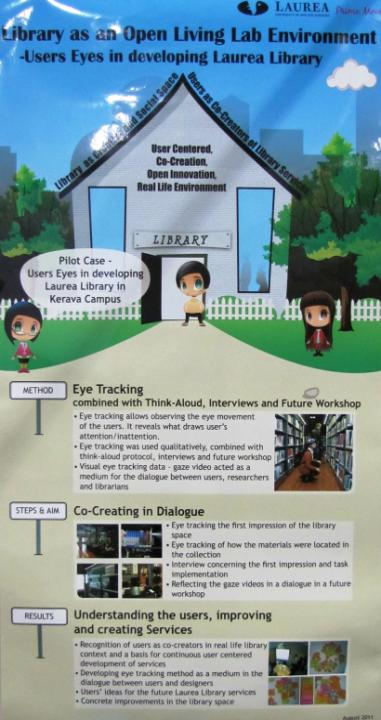 LAUREA
UNIVERSITY OF APPLIED SCIENCES
Library as an Open Living Lab Environment
-Users Eyes in developing Laurea Library
Library as Creative and Social Space
Users as Co-Creators of Library Services
User Centered,
Co-Creation,
Open Innovation,
Real Life Environment
LIBRARY
Pilot Case -
Users Eyes in developing
Laurea Library in
Kerava Campus
METHOD
Eye Tracking
combined with Think-Aloud, Interviews and Future Workshop
• Eye tracking allows observing the eye movement
of the users. It reveals what draws user's
attention/inattention.
• Eye tracking was used qualitatively, combined with
think-aloud protocol, interviews and future workshop
• Visual eye tracking data - gaze video acted as a
medium for the dialogue between users, researchers
and librarians
STEPS & AIM
Co-Creating in Dialogue
• Eye tracking the first impression of the library
space
• Eye tracking of how the materials were located in
the collection
• Interview concerning the first impression and task
implementation
• Reflecting the gaze videos in a dialogue in a future
workshop
RESULTS
Understanding the users, improving
and creating Services
• Recognition of users as co-creators in real life library
context and a basis for continuous user centered
development of services
• Developing eye tracking method as a medium in the
dialogue between users and designers
• Users' ideas for the future Laurea Library services
• Concrete improvements in the library space
August 2011